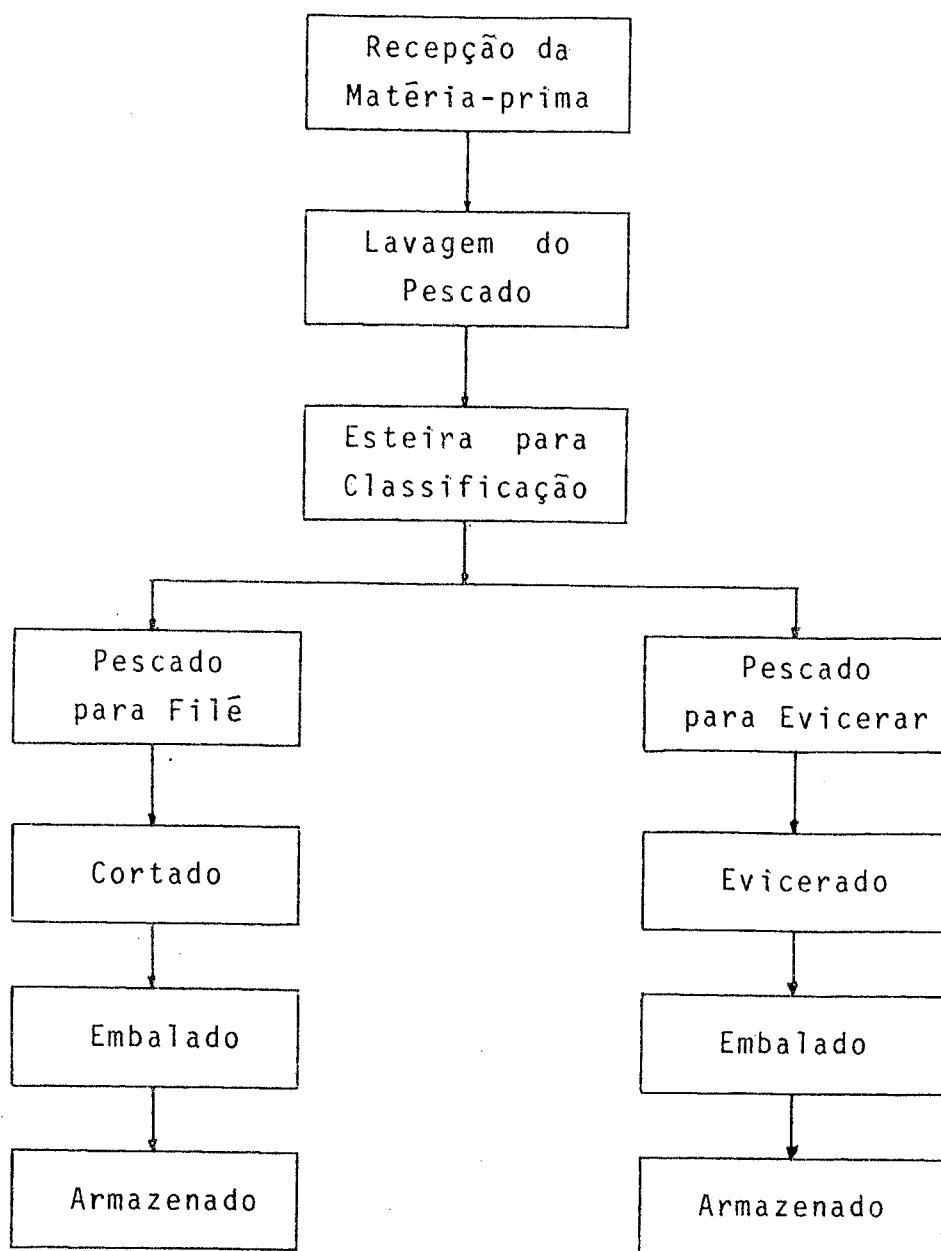 Recepção da
Matéria-prima
Lavagem do
Pescado
Esteira para
Classificação
Pescado
para Filé
Cortado
Embalado
Armazenado
Pescado
para Evicerar
Evicerado
Embalado
Armazenado